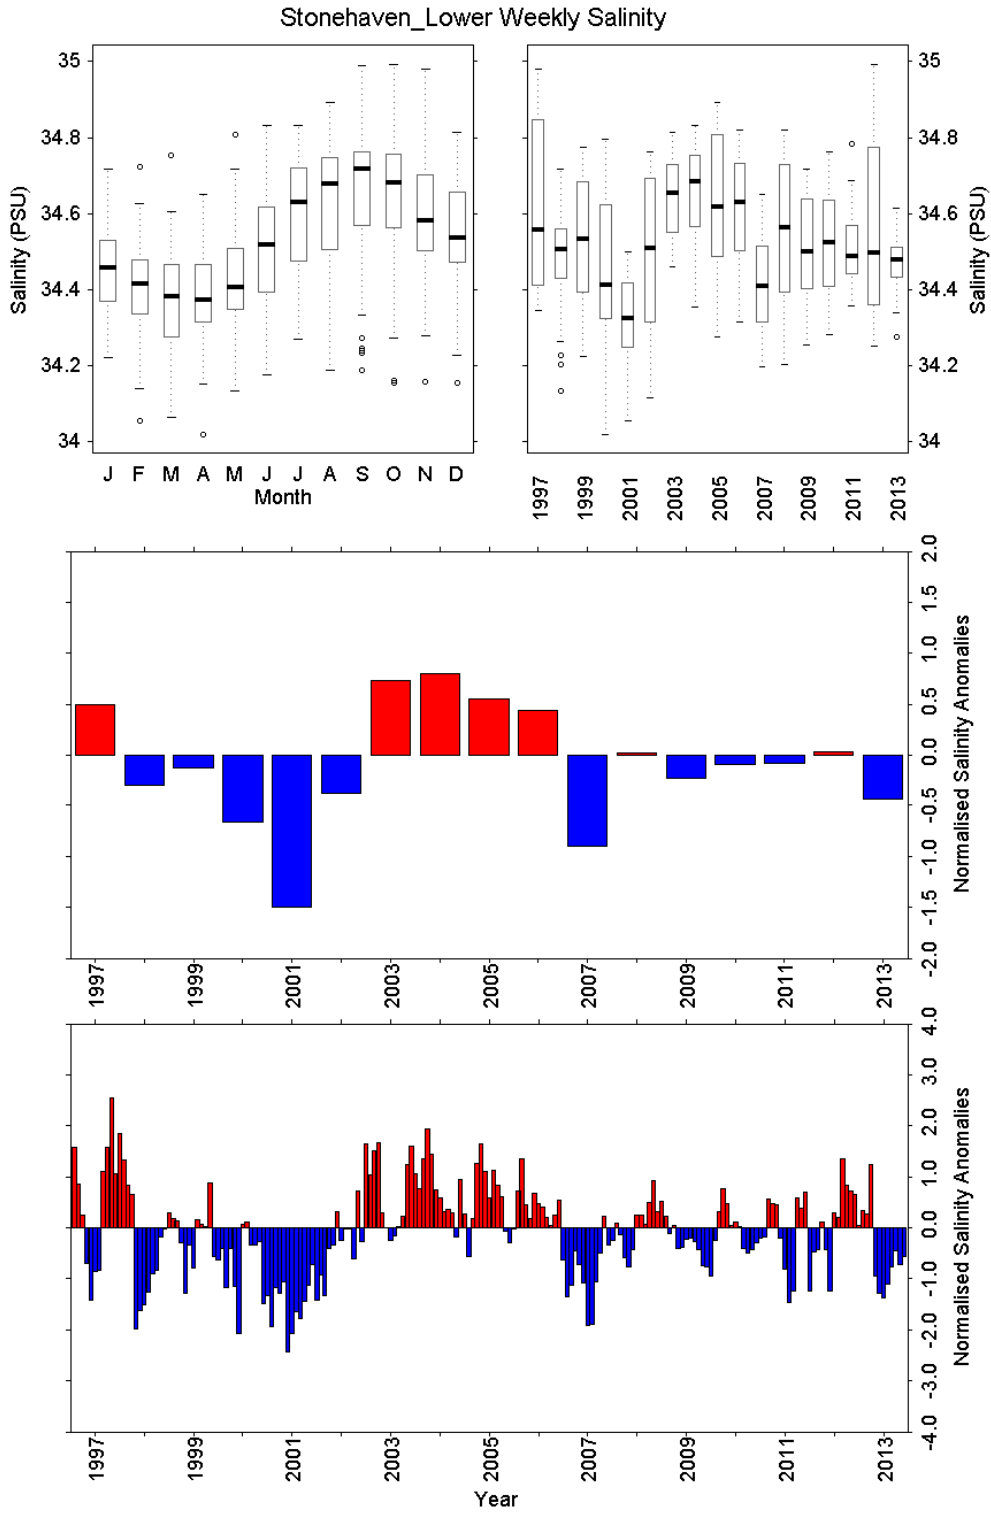 Stonehaven_Lower Weekly Salinity
35
34.8
34.6
34.4
34.2
34
Salinity (PSU)
J F M A M J J A S O N D
Month
35
34.8
34.6
34.4
34.2
34
Salinity (PSU)
1997 1999 2001 2003 2005 2007 2009 2011 2013
2.0
1.5
1.0
0.5
0.0
-0.5
-1.0
-1.5
-2.0
Normalised Salinity Anomalies
1997 1999 2001 2003 2005 2007 2009 2011 2013
4.0
3.0
2.0
1.0
0.0
-1.0
-2.0
-3.0
-4.0
Normalised Salinity Anomalies
1997 1999 2001 2003 2005 2007 2009 2011 2013
Year